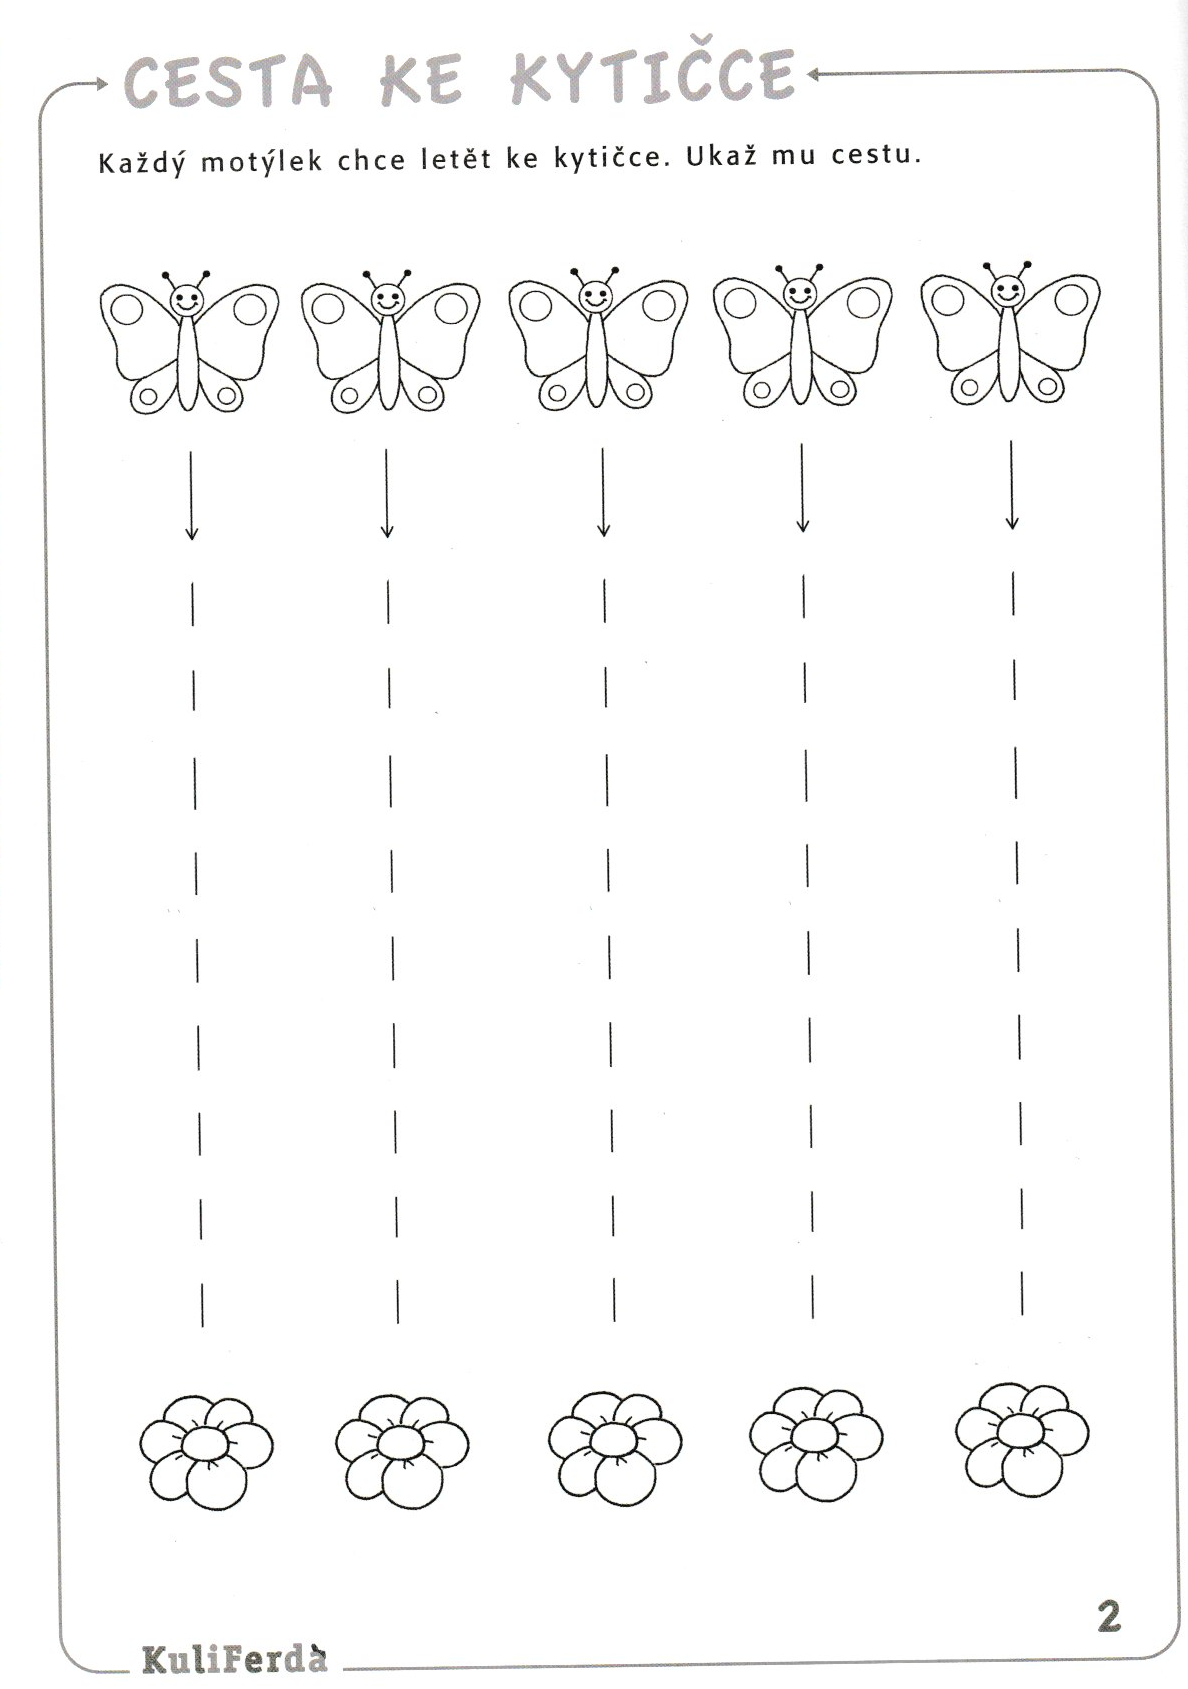 CESTA KE KYTIČCE
Každý motýlek chce letět ke kytičce. Ukaž mu cestu.
2
KuliFerda